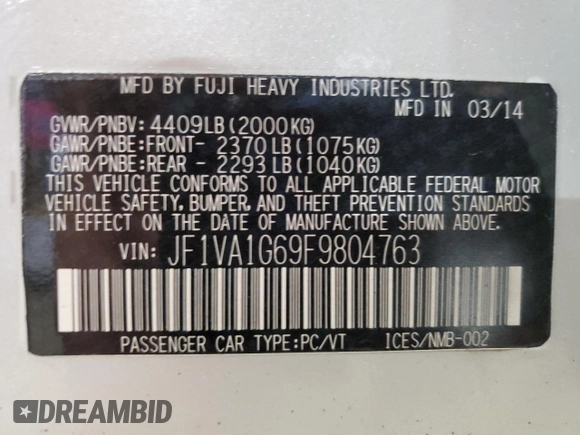 MFD BY FUJI HEAVY INDUSTRIES LTD.
MFD IN 03/14
GVWR/PNBV: 4409LB(2000KG)
GAWR/PNBE:FRONT- 2370LB(1075KG)
GAWR/PNBE:REAR - 2293LB(1040KG)
THIS VEHICLE CONFORMS TO ALL APPLICABLE FEDERAL MOTOR
VEHICLE SAFETY, BUMPER, AND THEFT PREVENTION STANDARDS
IN EFFECT ON THE DATE OF MANUFACTURE SHOWN ABOVE.
VIN: JF1VA1G69F9804763
PASSENGER CAR TYPE:PC/VT ICES/NMB-002
DREAMBID